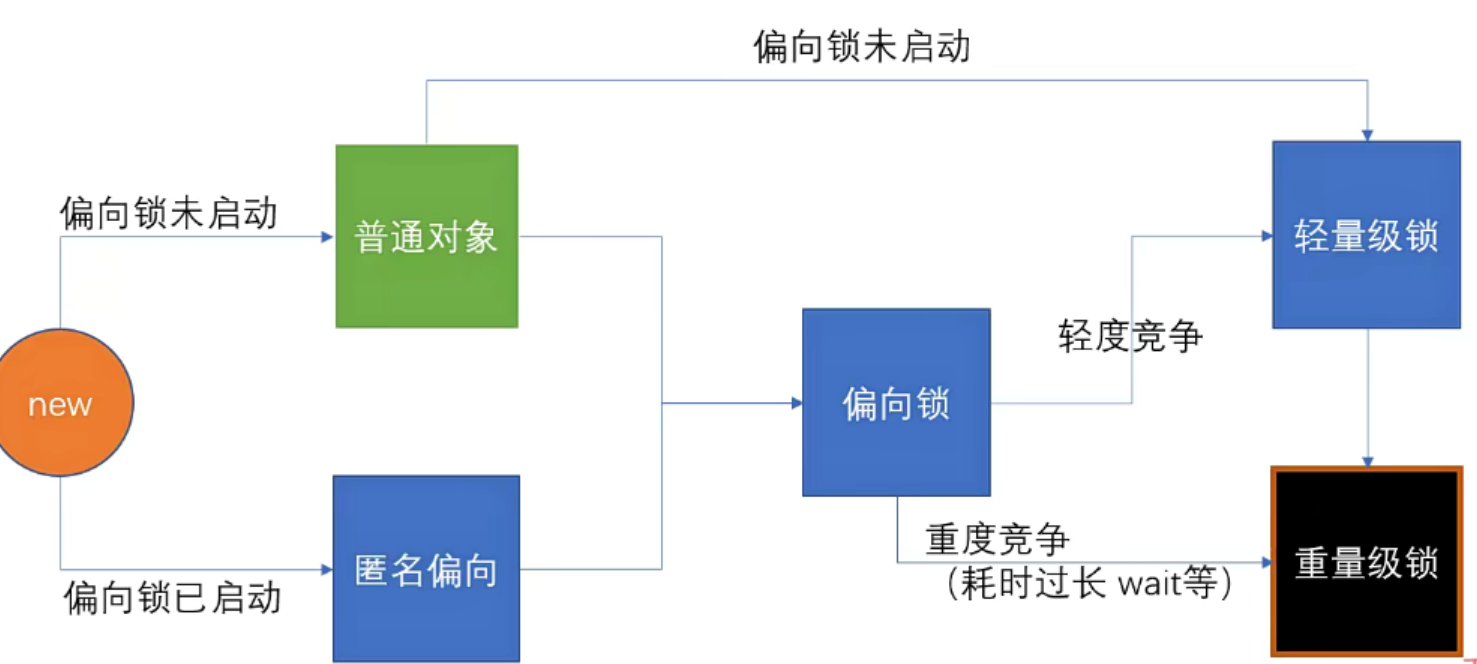 偏向锁未启动
偏向锁未启动
普通对象
轻量级锁
轻度竞争
new
偏向锁
匿名偏向
偏向锁已启动
重度竞争
（耗时过长 wait等）
重量级锁